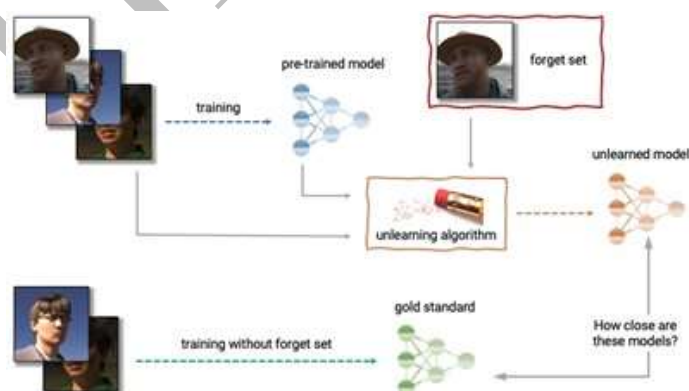 pre-trained model
forget set
training
unlearned model
unlearning algorithm
gold standard
How close are
these models?
training without forget set